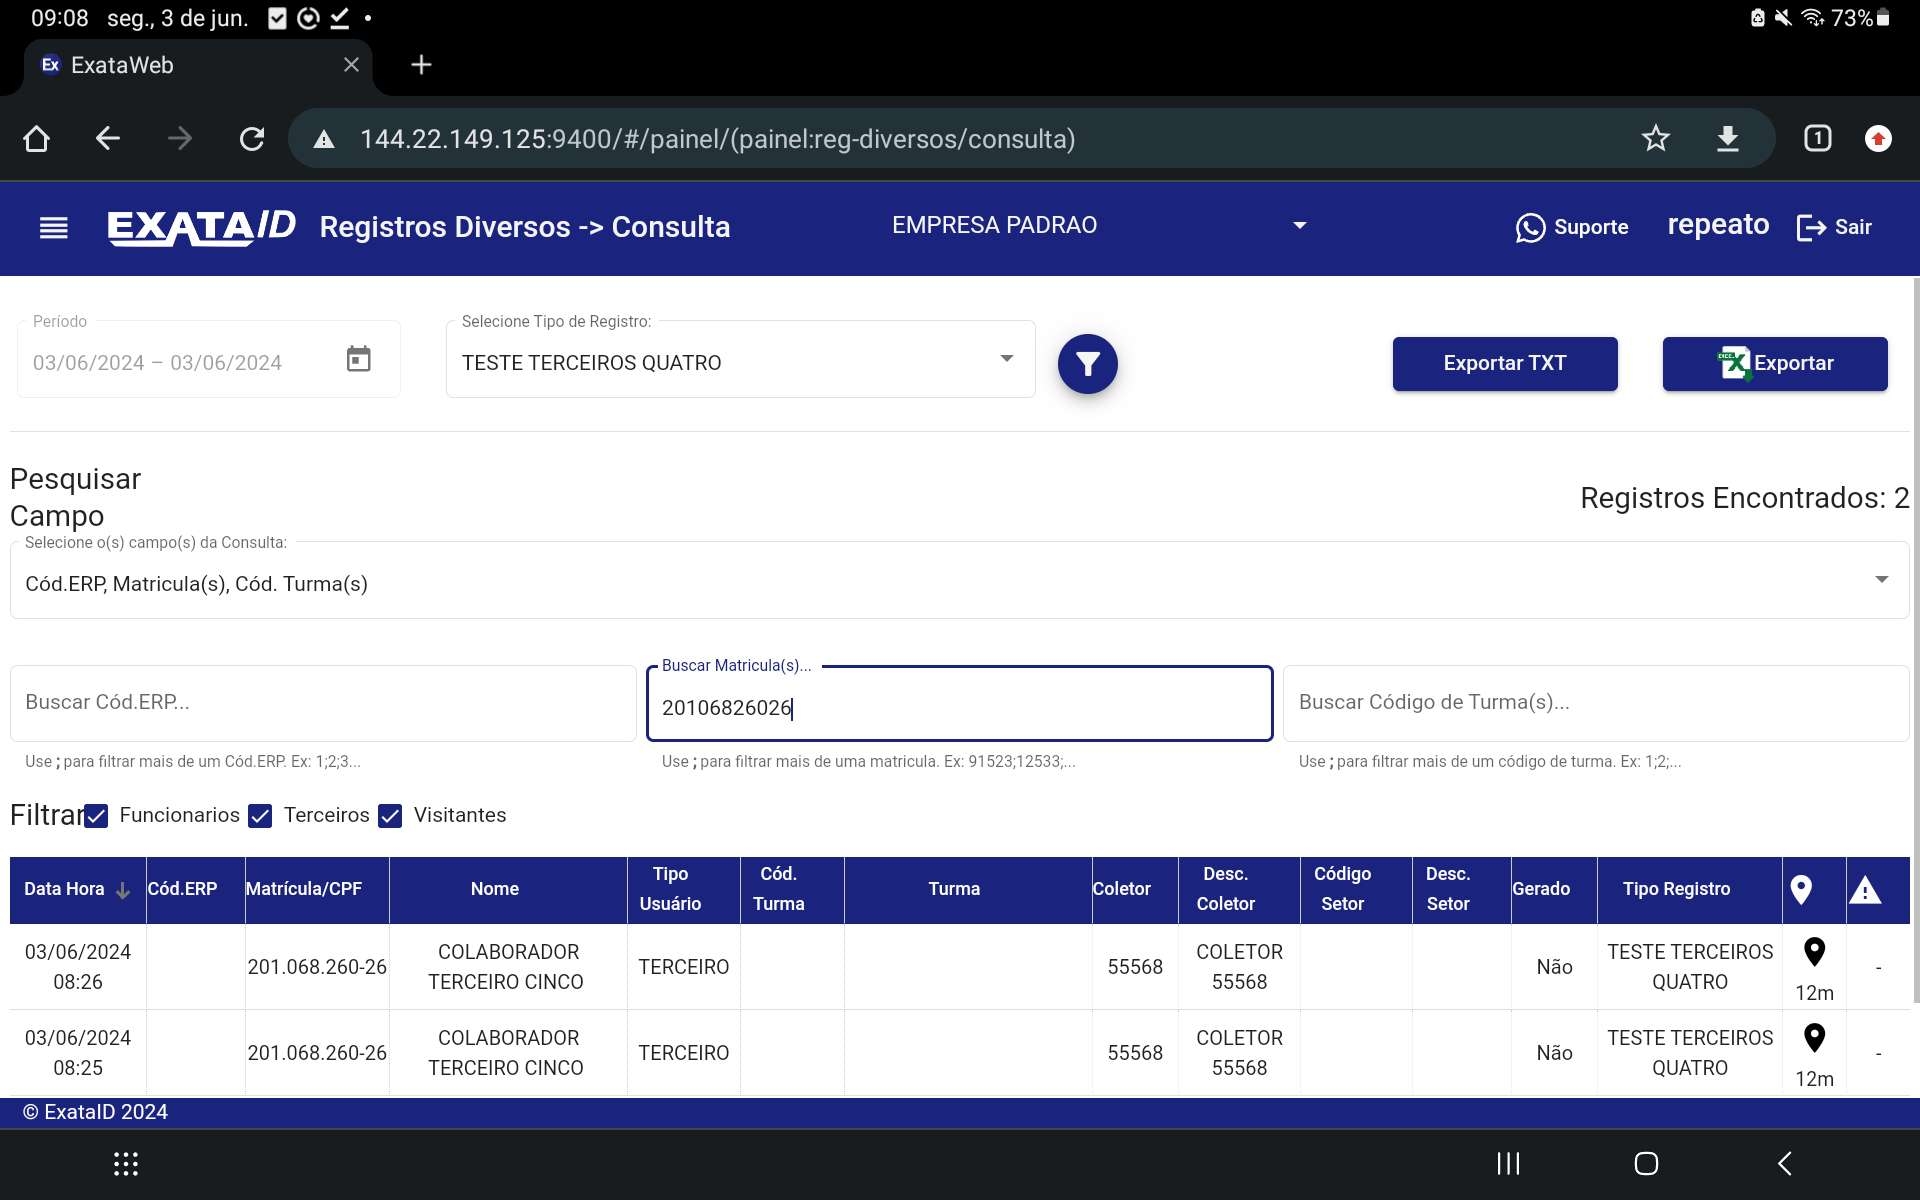 09:08 seg., 3 de jun. 73%
Ex ExataWeb
144.22.149.125:9400/#/painel/(painel:reg-diversos/consulta) 1
EXATAID Registros Diversos -> Consulta EMPRESA PADRAO Suporte repeato Sair
Período Selecione Tipo de Registro:
03/06/2024 – 03/06/2024 TESTE TERCEIROS QUATRO Exportar TXT Exportar
Pesquisar
Campo Registros Encontrados: 2
Selecione o(s) campo(s) da Consulta:
Cód.ERP, Matricula(s), Cód. Turma(s)
Buscar Matricula(s)...
Buscar Cód.ERP... 20106826026 Buscar Código de Turma(s)...
Use ; para filtrar mais de um Cód.ERP. Ex: 1;2;3... Use ; para filtrar mais de uma matricula. Ex: 91523;12533;... Use ; para filtrar mais de um código de turma. Ex: 1;2;...
Filtrar Funcionarios Terceiros Visitantes
Data Hora Cód.ERP Matrícula/CPF Nome Tipo Usuário Cód. Turma Turma Coletor Desc. Coletor Código Setor Desc. Setor Gerado Tipo Registro
03/06/2024 08:26 201.068.260-26 COLABORADOR TERCEIRO CINCO TERCEIRO 55568 COLETOR 55568 Não TESTE TERCEIROS QUATRO 12m -
03/06/2024 08:25 201.068.260-26 COLABORADOR TERCEIRO CINCO TERCEIRO 55568 COLETOR 55568 Não TESTE TERCEIROS QUATRO 12m -
© ExataID 2024